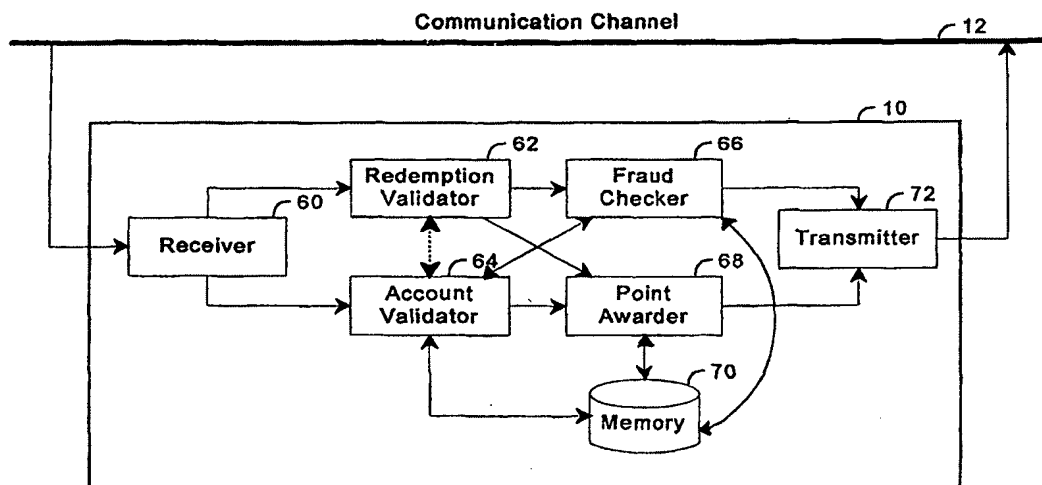 Communication Channel
12
10
62
Redemption
Validator
66
Fraud
Checker
60
Receiver
72
Transmitter
64
Account
Validator
68
Point
Awarder
70
Memory